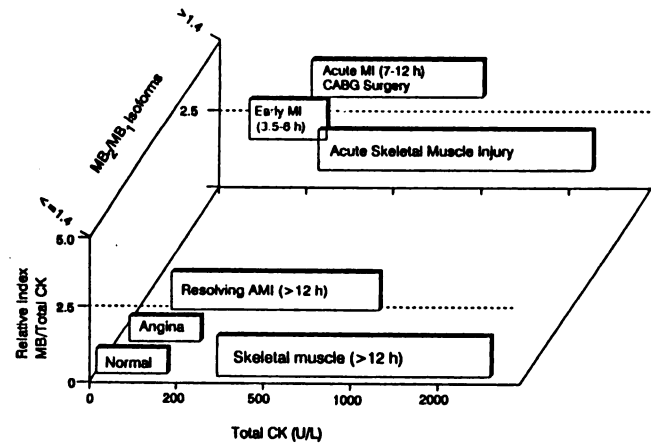 >1.4
MB2/MB1 Isoforms
<=1.4
2.5
Acute MI (7-12 h)
CABG Surgery
Early MI
(3.5-6 h)
Acute Skeletal Muscle Injury
5.0
2.5
0
Relative Index
MB/Total CK
Resolving AMI (>12 h)
Angina
Normal
Skeletal muscle (>12 h)
0
200
500
1000
2000
Total CK (U/L)